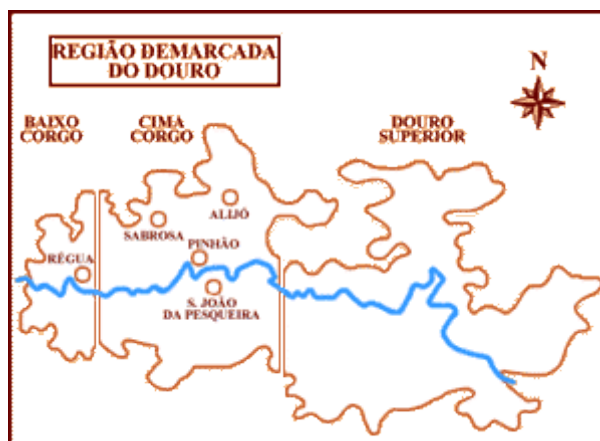 REGIÃO DEMARCADA
DO DOURO
N
BAIXO
CORGO
CIMA
CORGO
DOURO
SUPERIOR
ALIJÓ
SABROSA
PINHÃO
RÉGUA
S. JOÃO
DA PESQUEIRA